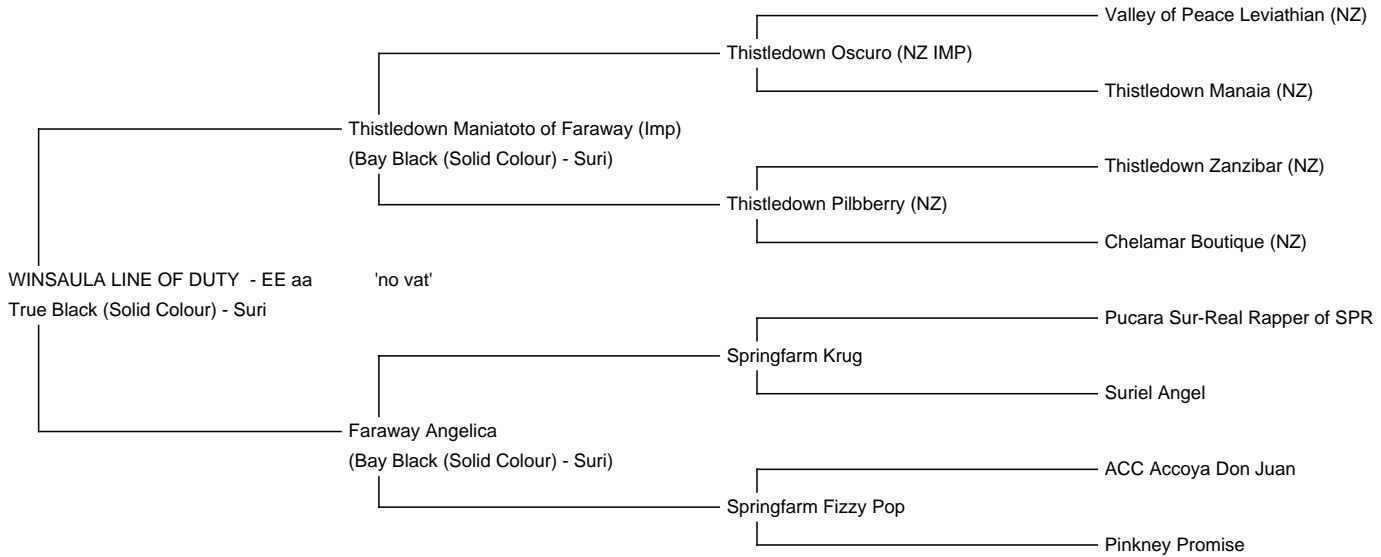 Valley of Peace Leviathian (NZ)
Thistledown Oscuro (NZ IMP)
Thistledown Manaia (NZ)
Thistledown Maniatoto of Faraway (Imp)
(Bay Black (Solid Colour) - Suri)
Thistledown Zanzibar (NZ)
Thistledown Pilbberry (NZ)
Chelamar Boutique (NZ)
WINSAULA LINE OF DUTY - EE aa 'no vat'
True Black (Solid Colour) - Suri
Pucara Sur-Real Rapper of SPR
Springfarm Krug
Suriel Angel
Faraway Angelica
(Bay Black (Solid Colour) - Suri)
ACC Accoya Don Juan
Springfarm Fizzy Pop
Pinkney Promise